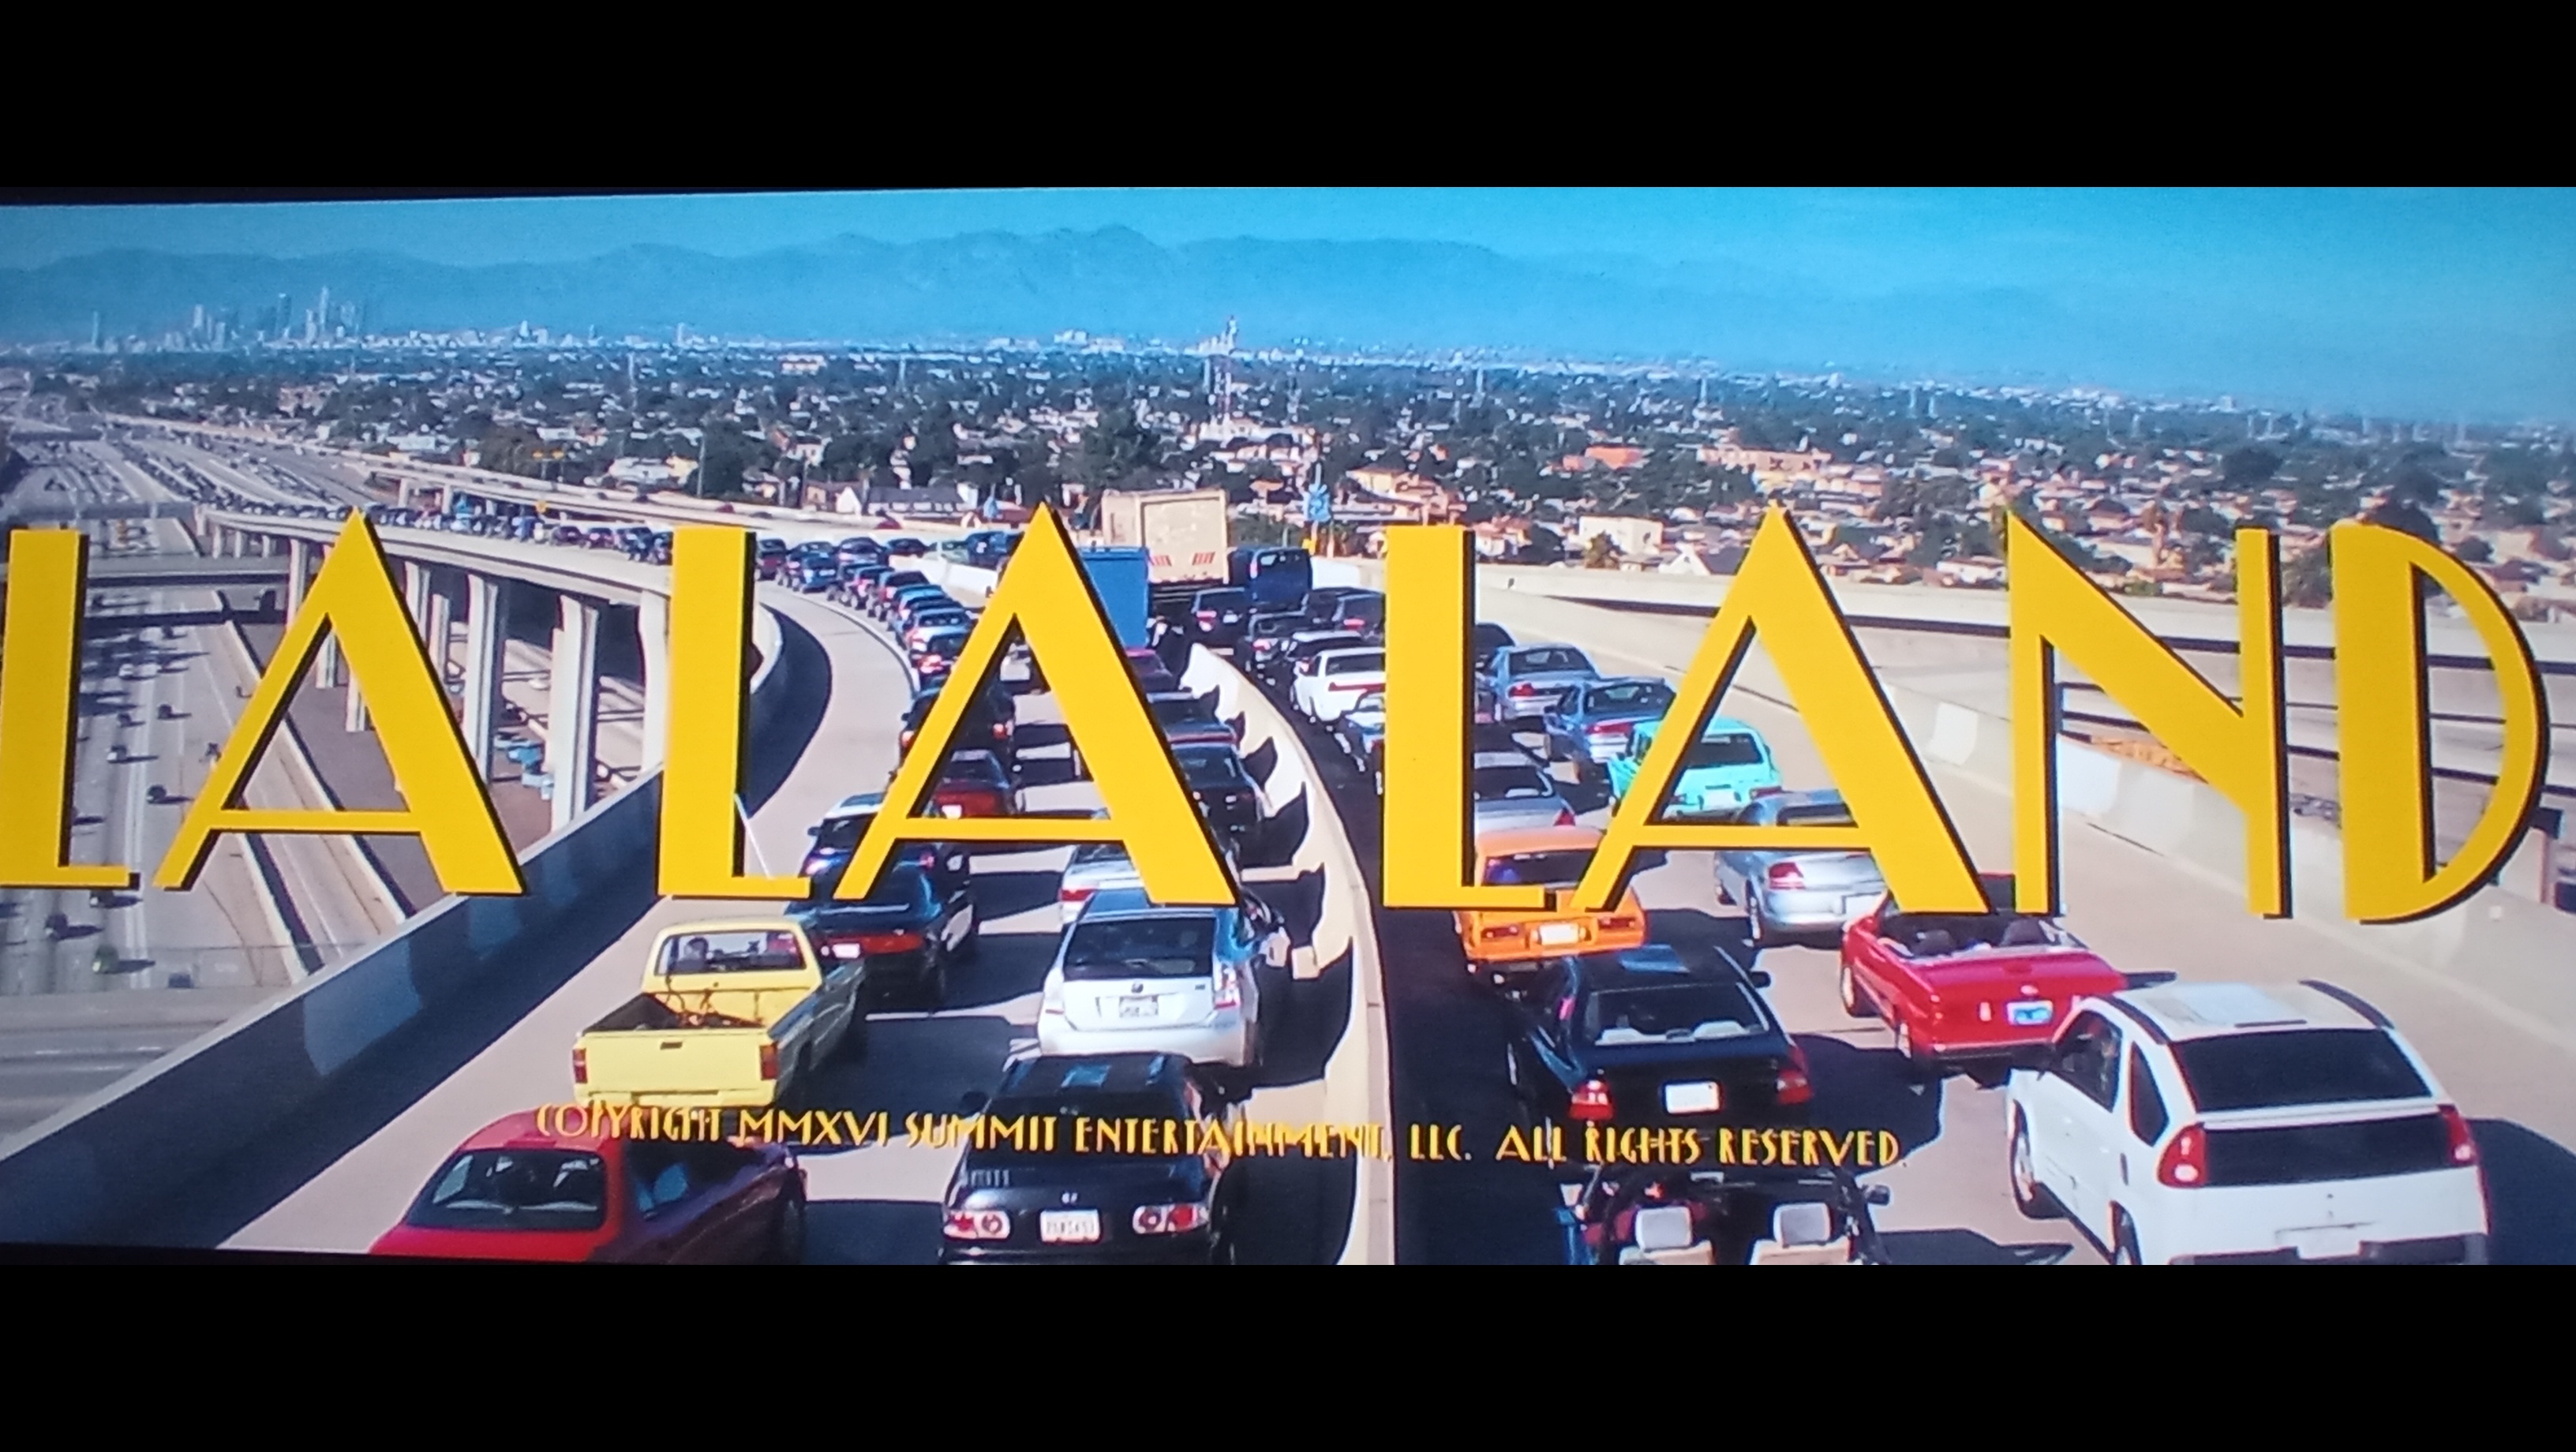 LA LA LAND
COPYRIGHT MMXVI SUMMIT ENTERTAINMENT, LLC. ALL RIGHTS RESERVED.